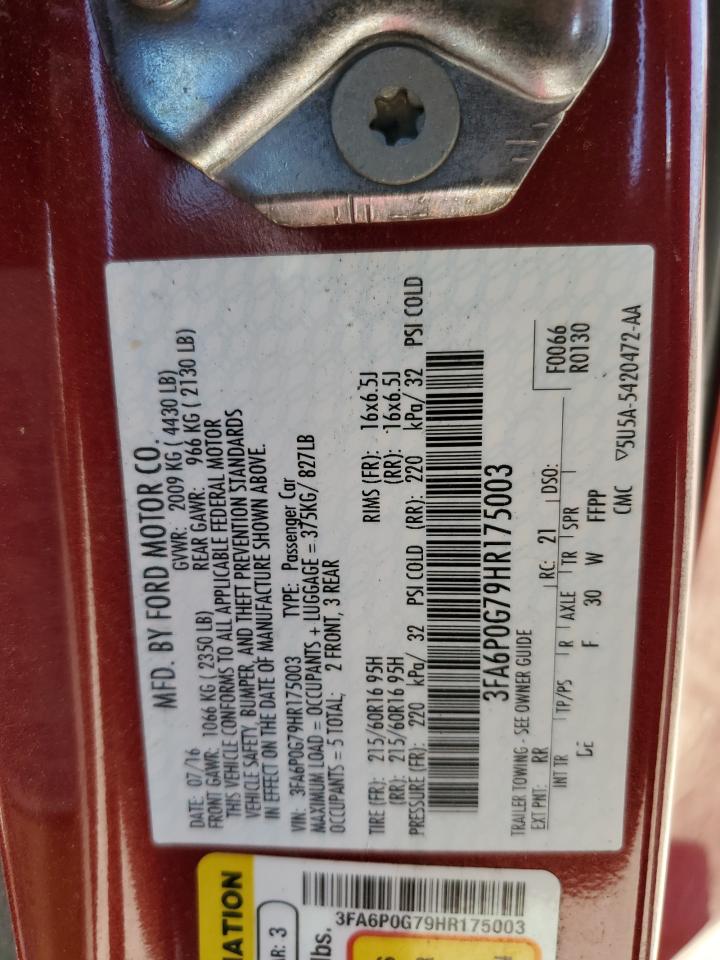 MFD. BY FORD MOTOR CO.
DATE: 07/16 GVWR: 2009 KG ( 4430 LB)
FRONT GAWR: 1066 KG ( 2350 LB) REAR GAWR: 966 KG ( 2130 LB)
THIS VEHICLE CONFORMS TO ALL APPLICABLE FEDERAL MOTOR
VEHICLE SAFETY, BUMPER, AND THEFT PREVENTION STANDARDS
IN EFFECT ON THE DATE OF MANUFACTURE SHOWN ABOVE.
VIN: 3FA6P0G79HR175003 TYPE: Passenger Car
MAXIMUM LOAD = OCCUPANTS + LUGGAGE = 375KG/ 827LB
OCCUPANTS = 5 TOTAL; 2 FRONT, 3 REAR
TIRE (FR): 215/60R16 95H RIMS (FR): 16x6.5J
(RR): 215/60R16 95H (RR): 16x6.5J
PRESSURE (FR): 220 kPa/ 32 PSI COLD (RR): 220 kPa/ 32 PSI COLD
3FA6P0G79HR175003
TRAILER TOWING - SEE OWNER GUIDE F0066
EXT PNT: RR RC: 21 DSO: R0130
INT TR TP/PS R AXLE TR SPR
F 30 W FFPP
CMC ▽5U5A-5420472-AA
3FA6P0G79HR175003
lbs.